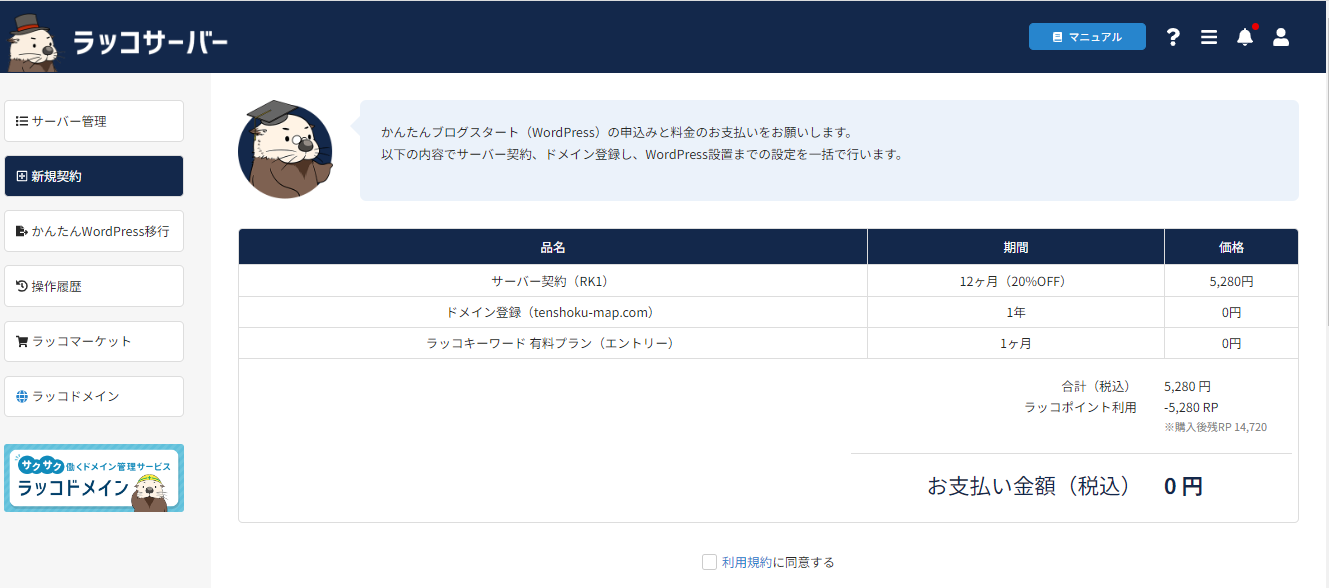 ラッコサーバー
マニュアル
サーバー管理
新規契約
かんたんWordPress移行
操作履歴
ラッコマーケット
ラッコドメイン
サクサク働くドメイン管理サービス
ラッコドメイン
かんたんブログスタート（WordPress）の申込みと料金のお支払いをお願いします。
以下の内容でサーバー契約、ドメイン登録し、WordPress設置までの設定を一括で行います。
品名 期間 価格
サーバー契約（RK1） 12ヶ月（20%OFF） 5,280円
ドメイン登録（tenshoku-map.com） 1年 0円
ラッコキーワード 有料プラン（エントリー） 1ヶ月 0円
合計（税込） 5,280 円
ラッコポイント利用 -5,280 RP
※購入後残RP 14,720
お支払い金額（税込） 0 円
利用規約に同意する